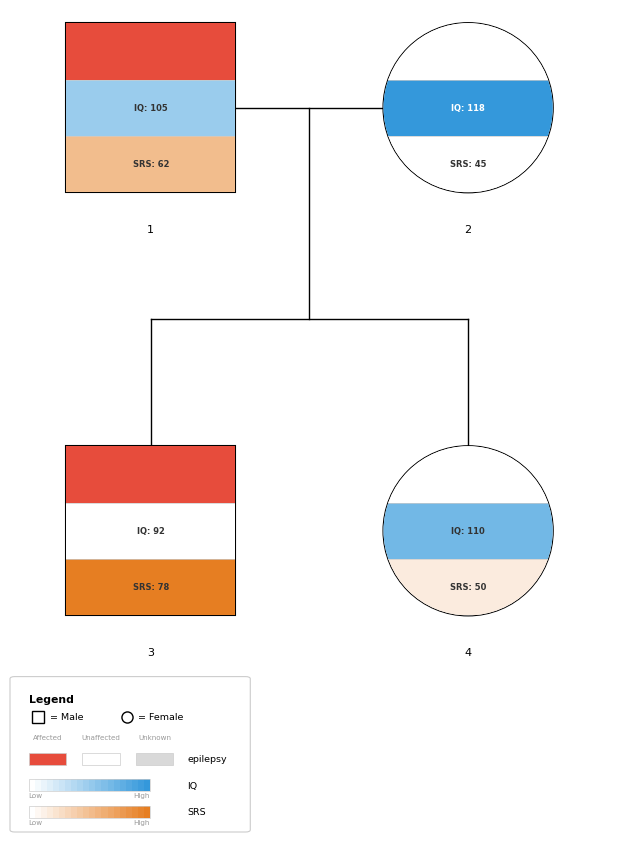 IQ: 105
IQ: 118
SRS: 62
SRS: 45
1
2
IQ: 92
IQ: 110
SRS: 78
SRS: 50
3
4
Legend
= Male = Female
Affected Unaffected Unknown
epilepsy
IQ
Low High
SRS
Low High